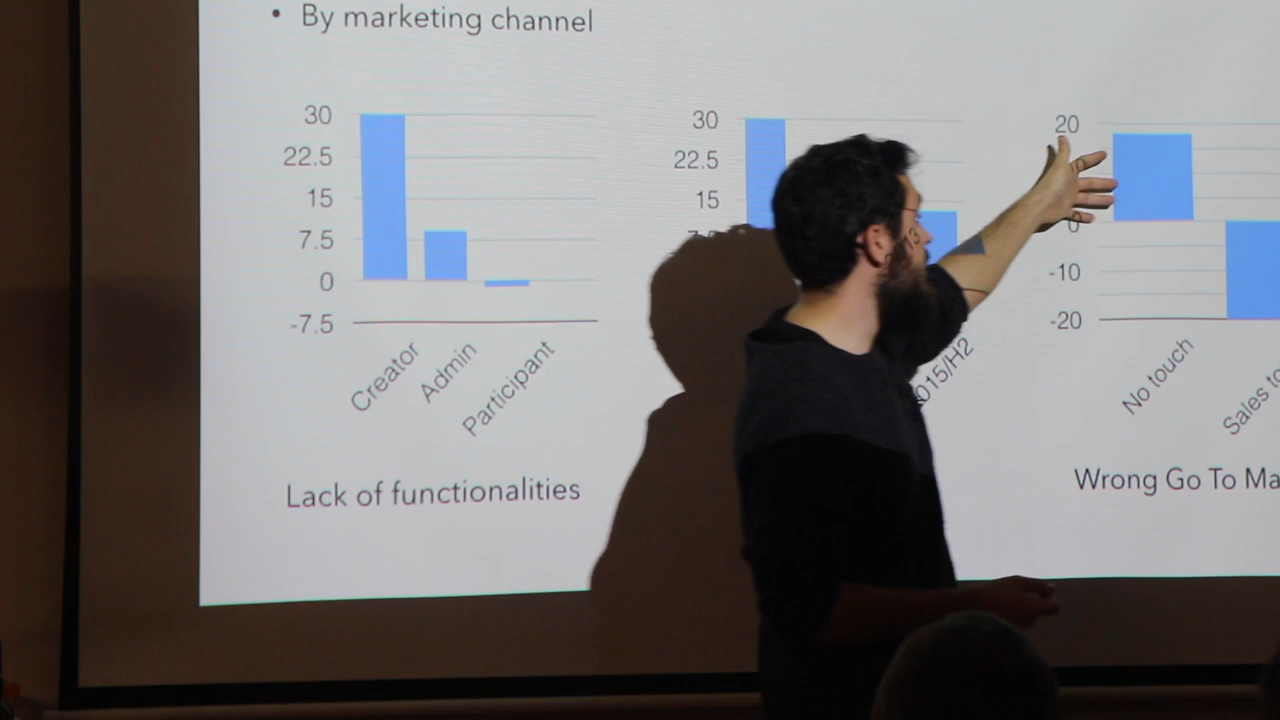 • By marketing channel
30
22.5
15
7.5
0
-7.5
Creator
Admin
Participant
Lack of functionalities
30
22.5
15
2015/H2
20
0
-10
-20
No touch
Sales
Wrong Go To